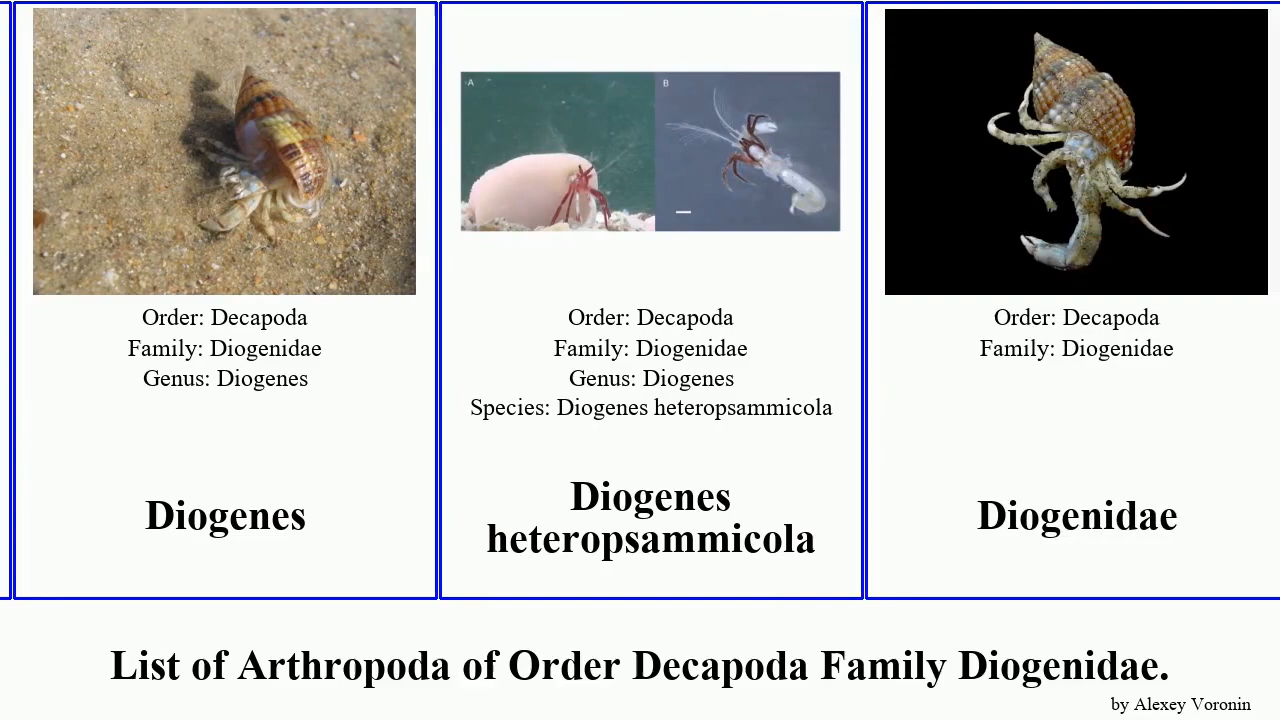 A
B
Order: Decapoda
Family: Diogenidae
Genus: Diogenes
Diogenes
Order: Decapoda
Family: Diogenidae
Genus: Diogenes
Species: Diogenes heteropsammicola
Diogenes
heteropsammicola
Order: Decapoda
Family: Diogenidae
Diogenidae
List of Arthropoda of Order Decapoda Family Diogenidae.
by Alexey Voronin